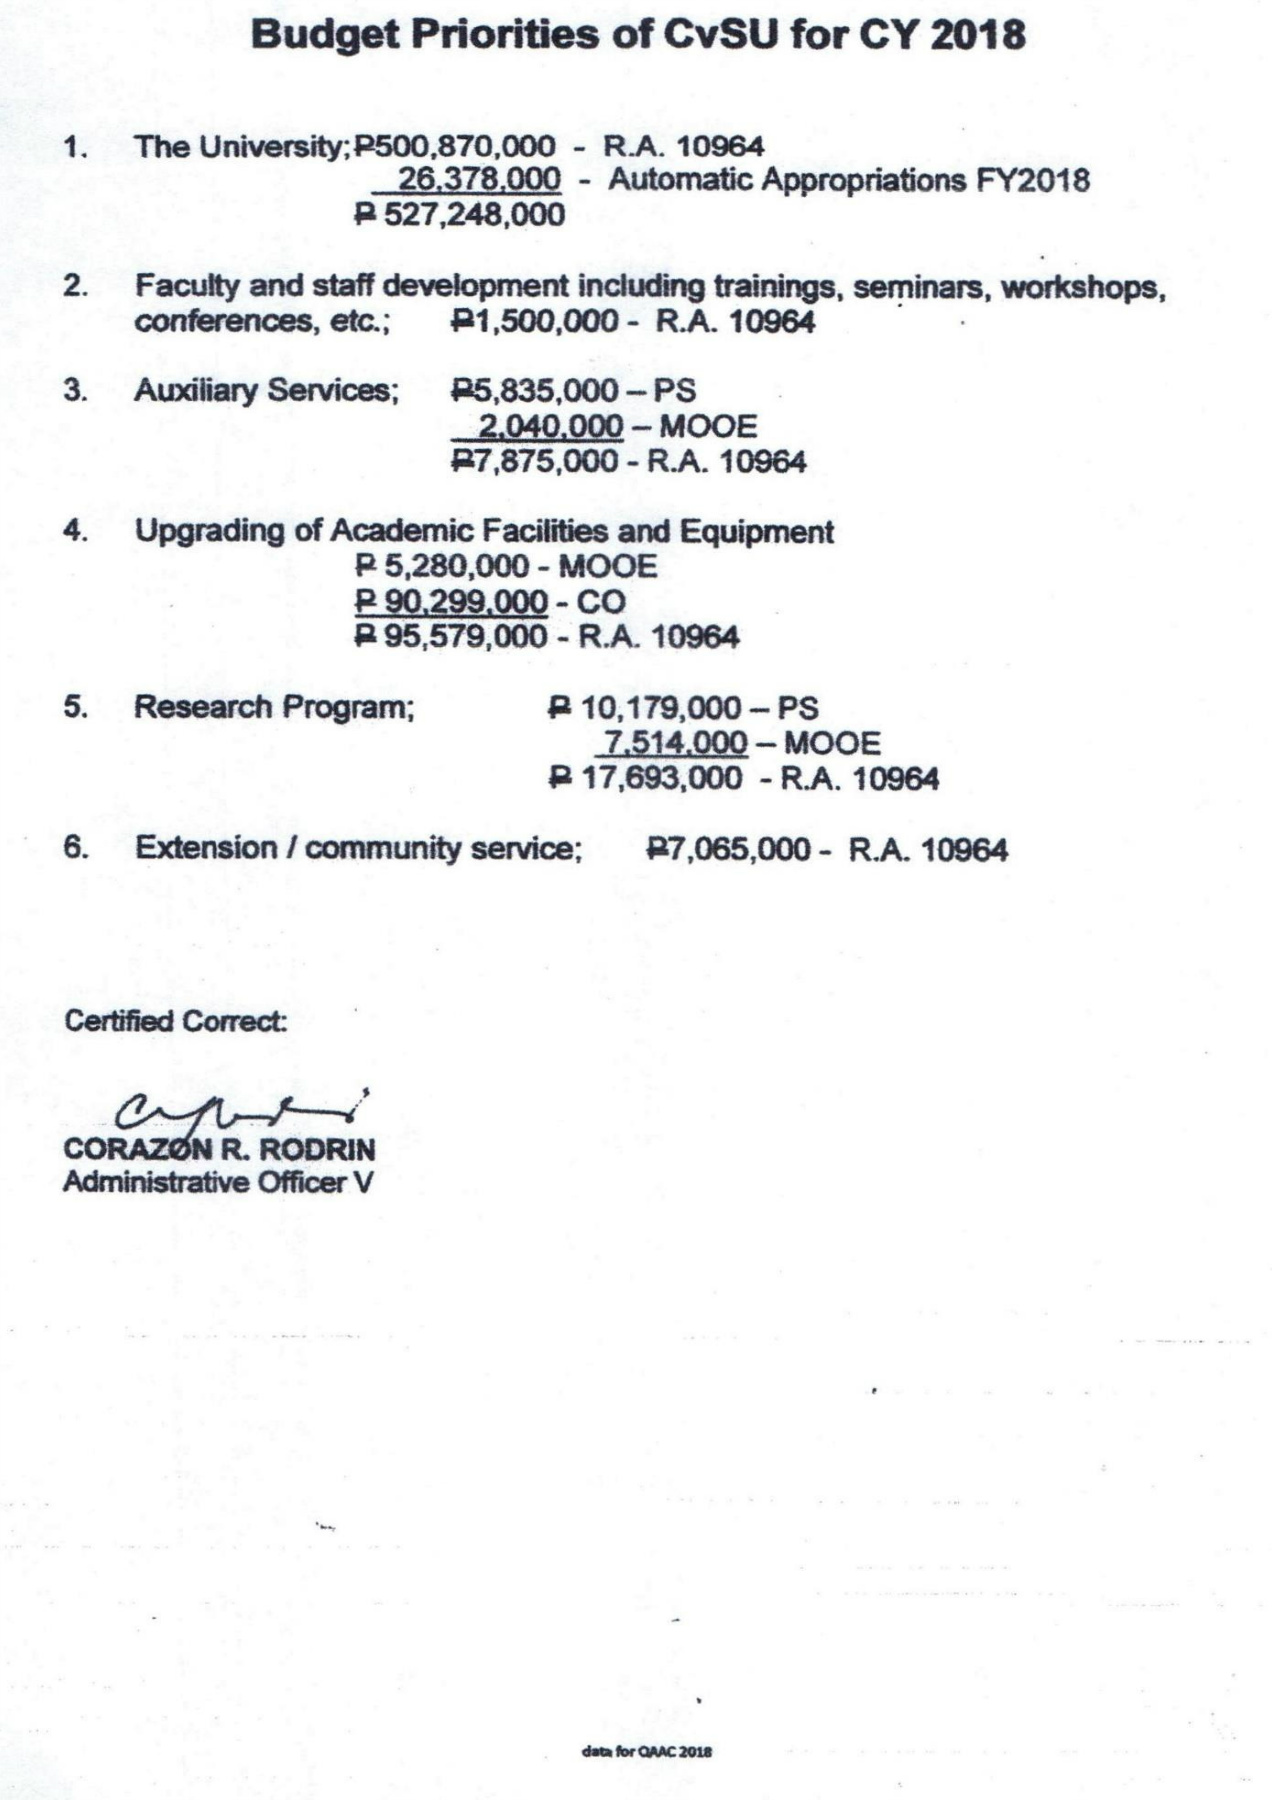 Budget Priorities of CvSU for CY 2018
1. The University; ₱500,870,000 - R.A. 10964
26,378,000 - Automatic Appropriations FY2018
₱ 527,248,000
2. Faculty and staff development including trainings, seminars, workshops,
conferences, etc.; ₱1,500,000 - R.A. 10964
3. Auxiliary Services; ₱5,835,000 – PS
2,040,000 – MOOE
₱7,875,000 - R.A. 10964
4. Upgrading of Academic Facilities and Equipment
₱ 5,280,000 - MOOE
₱ 90,299,000 - CO
₱ 95,579,000 - R.A. 10964
5. Research Program; ₱ 10,179,000 – PS
7,514,000 – MOOE
₱ 17,693,000 - R.A. 10964
6. Extension / community service; ₱7,065,000 - R.A. 10964
Certified Correct:
CORAZON R. RODRIN
Administrative Officer V
data for QAAC 2018